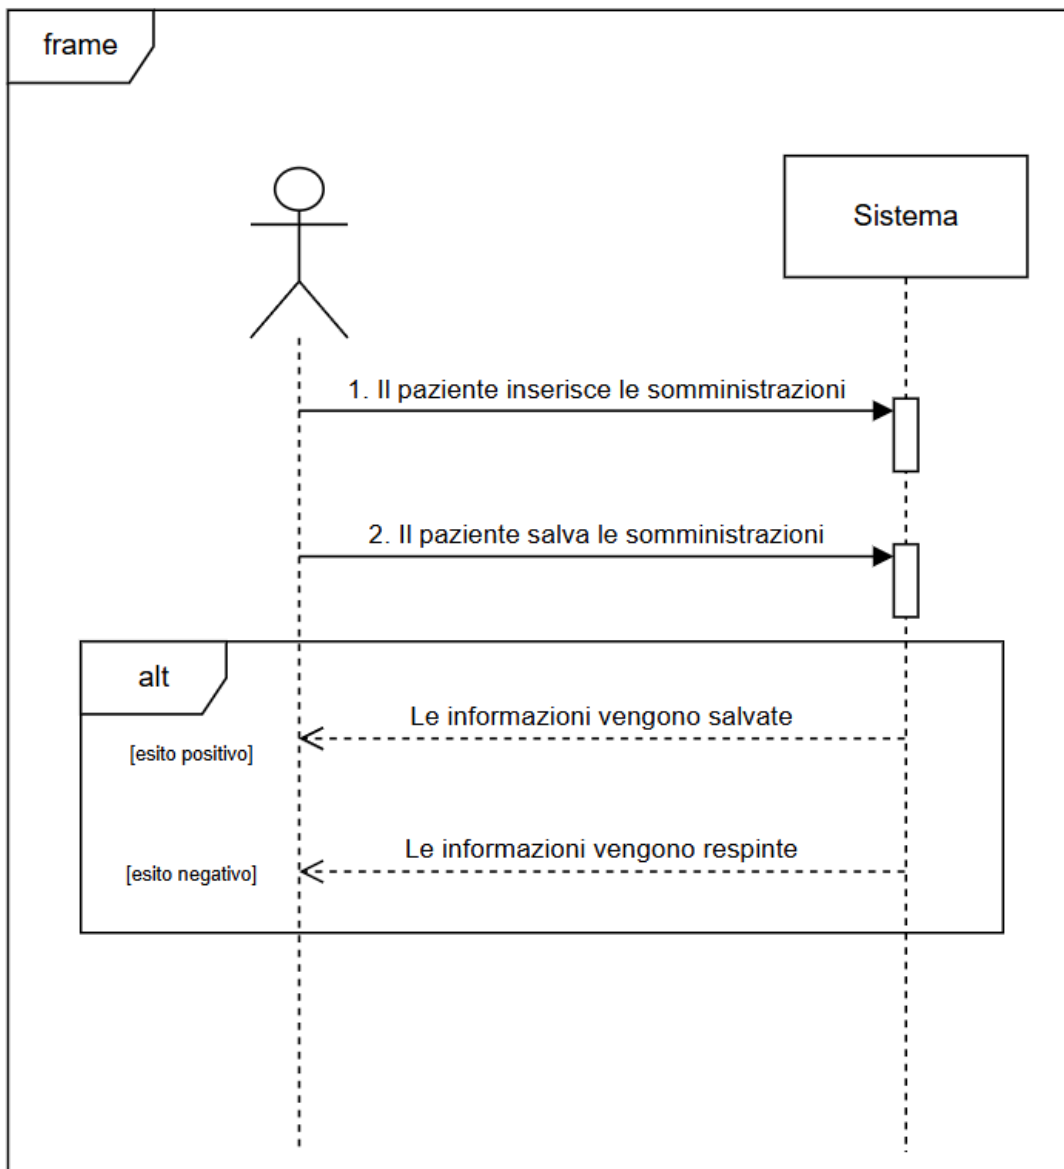 frame
Sistema
1. Il paziente inserisce le somministrazioni
2. Il paziente salva le somministrazioni
alt
Le informazioni vengono salvate
[esito positivo]
Le informazioni vengono respinte
[esito negativo]